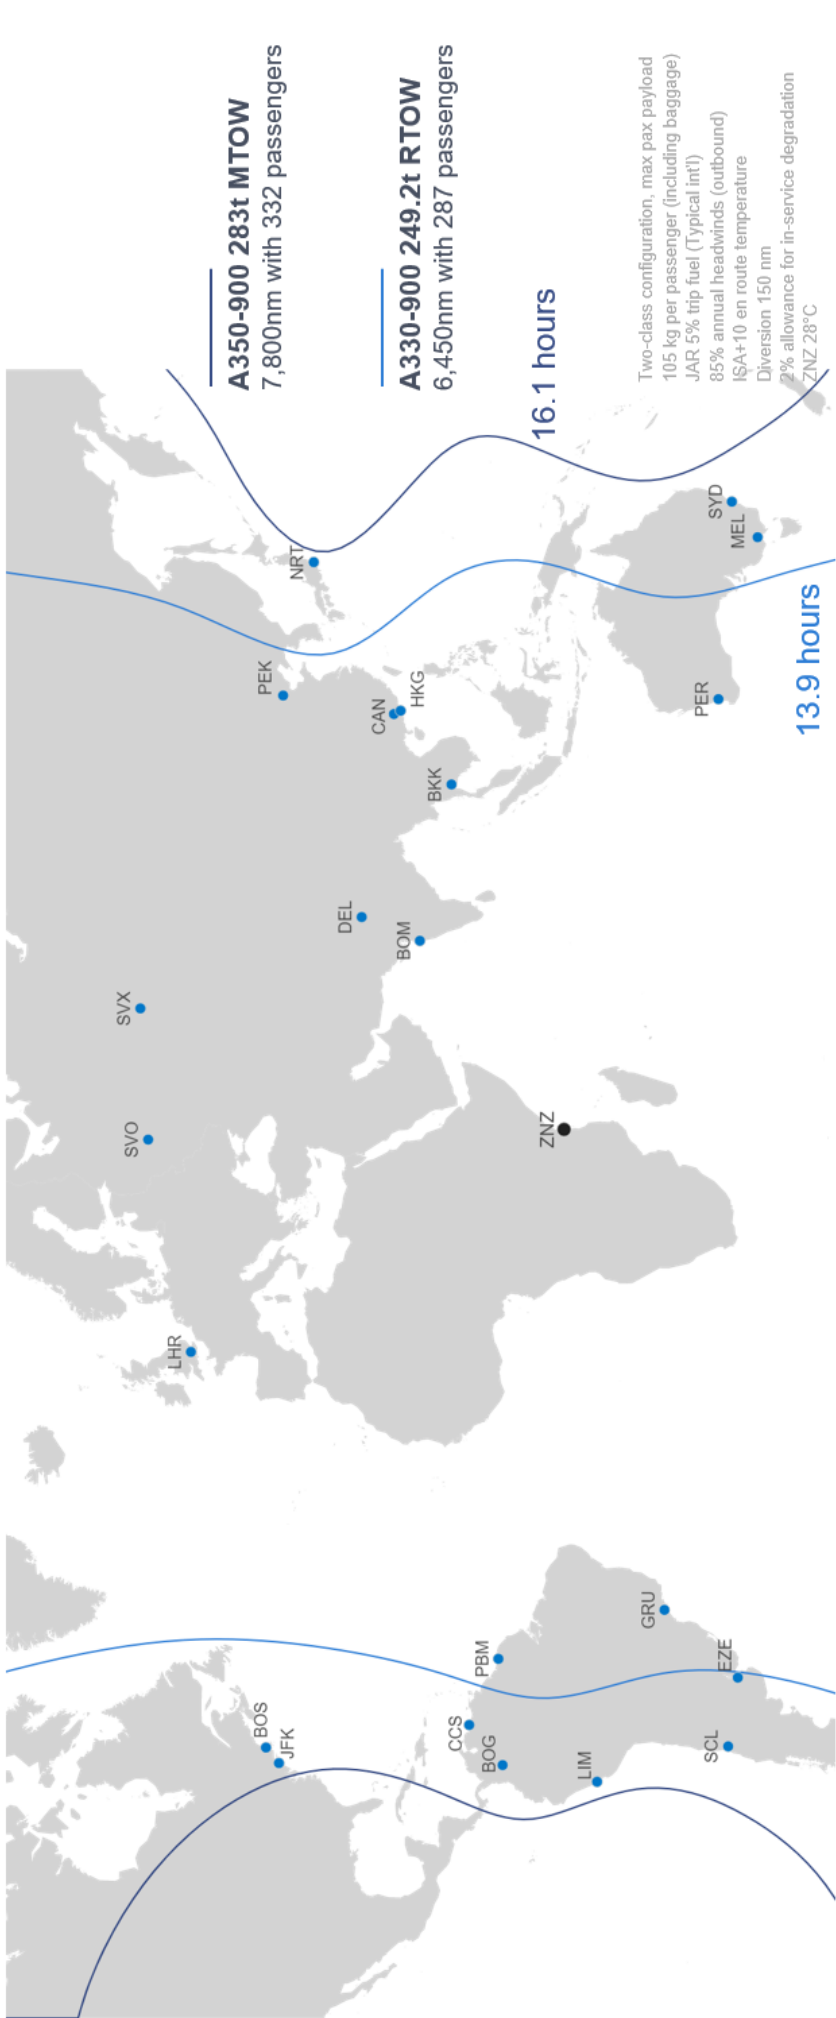 A350-900 283t MTOW
7,800nm with 332 passengers
A330-900 249.2t RTOW
6,450nm with 287 passengers
16.1 hours
13.9 hours
Two-class configuration, max pax payload
105 kg per passenger (including baggage)
JAR 5% trip fuel (Typical int'l)
85% annual headwinds (outbound)
ISA+10 en route temperature
Diversion 150 nm
2% allowance for in-service degradation
ZNZ 28°C
LHR
SVO
SVX
DEL
BOM
BKK
CAN
HKG
PEK
NRT
PER
MEL
SYD
ZNZ
BOS
JFK
CCS
BOG
PBM
LIM
GRU
EZE
SCL